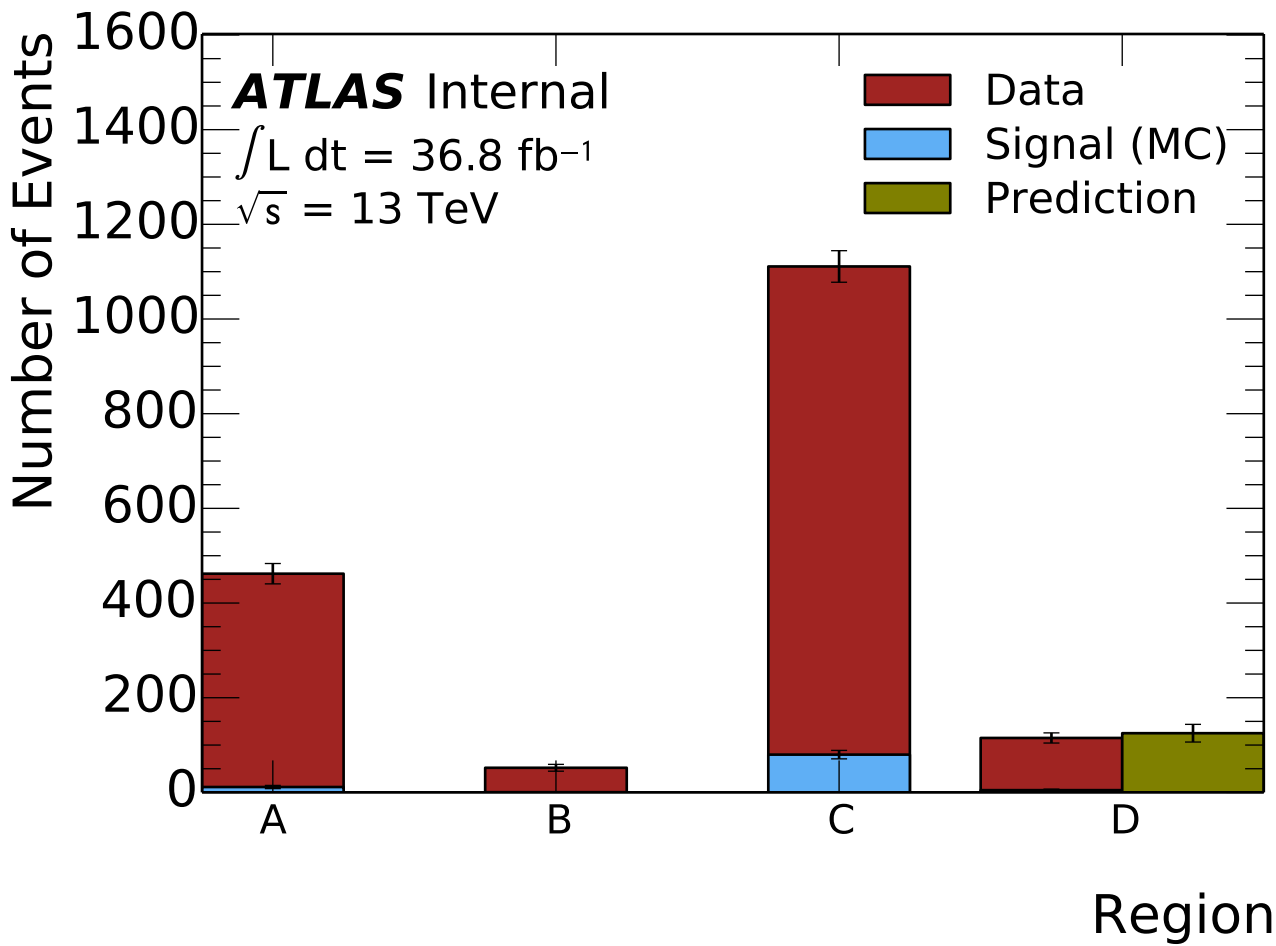 Number of Events
1600
1400
1200
1000
800
600
400
200
0
ATLAS Internal
∫L dt = 36.8 fb⁻¹
√s = 13 TeV
Data
Signal (MC)
Prediction
A B C D
Region